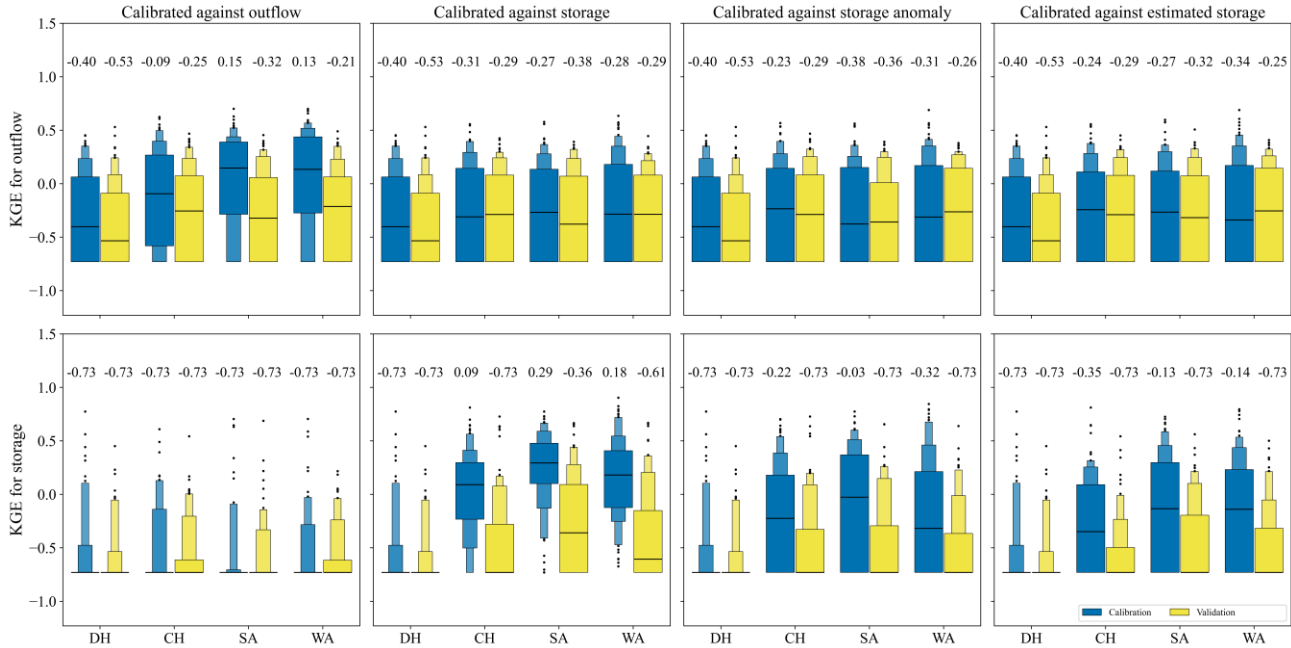 Calibrated against outflow
Calibrated against storage
Calibrated against storage anomaly
Calibrated against estimated storage
KGE for outflow
1.5
1.0
0.5
0.0
−0.5
−1.0
-0.40 -0.53 -0.09 -0.25 0.15 -0.32 0.13 -0.21
-0.40 -0.53 -0.31 -0.29 -0.27 -0.38 -0.28 -0.29
-0.40 -0.53 -0.23 -0.29 -0.38 -0.36 -0.31 -0.26
-0.40 -0.53 -0.24 -0.29 -0.27 -0.32 -0.34 -0.25
KGE for storage
1.5
1.0
0.5
0.0
−0.5
−1.0
-0.73 -0.73 -0.73 -0.73 -0.73 -0.73 -0.73 -0.73
-0.73 -0.73 0.09 -0.73 0.29 -0.36 0.18 -0.61
-0.73 -0.73 -0.22 -0.73 -0.03 -0.73 -0.32 -0.73
-0.73 -0.73 -0.35 -0.73 -0.13 -0.73 -0.14 -0.73
Calibration Validation
DH CH SA WA
DH CH SA WA
DH CH SA WA
DH CH SA WA